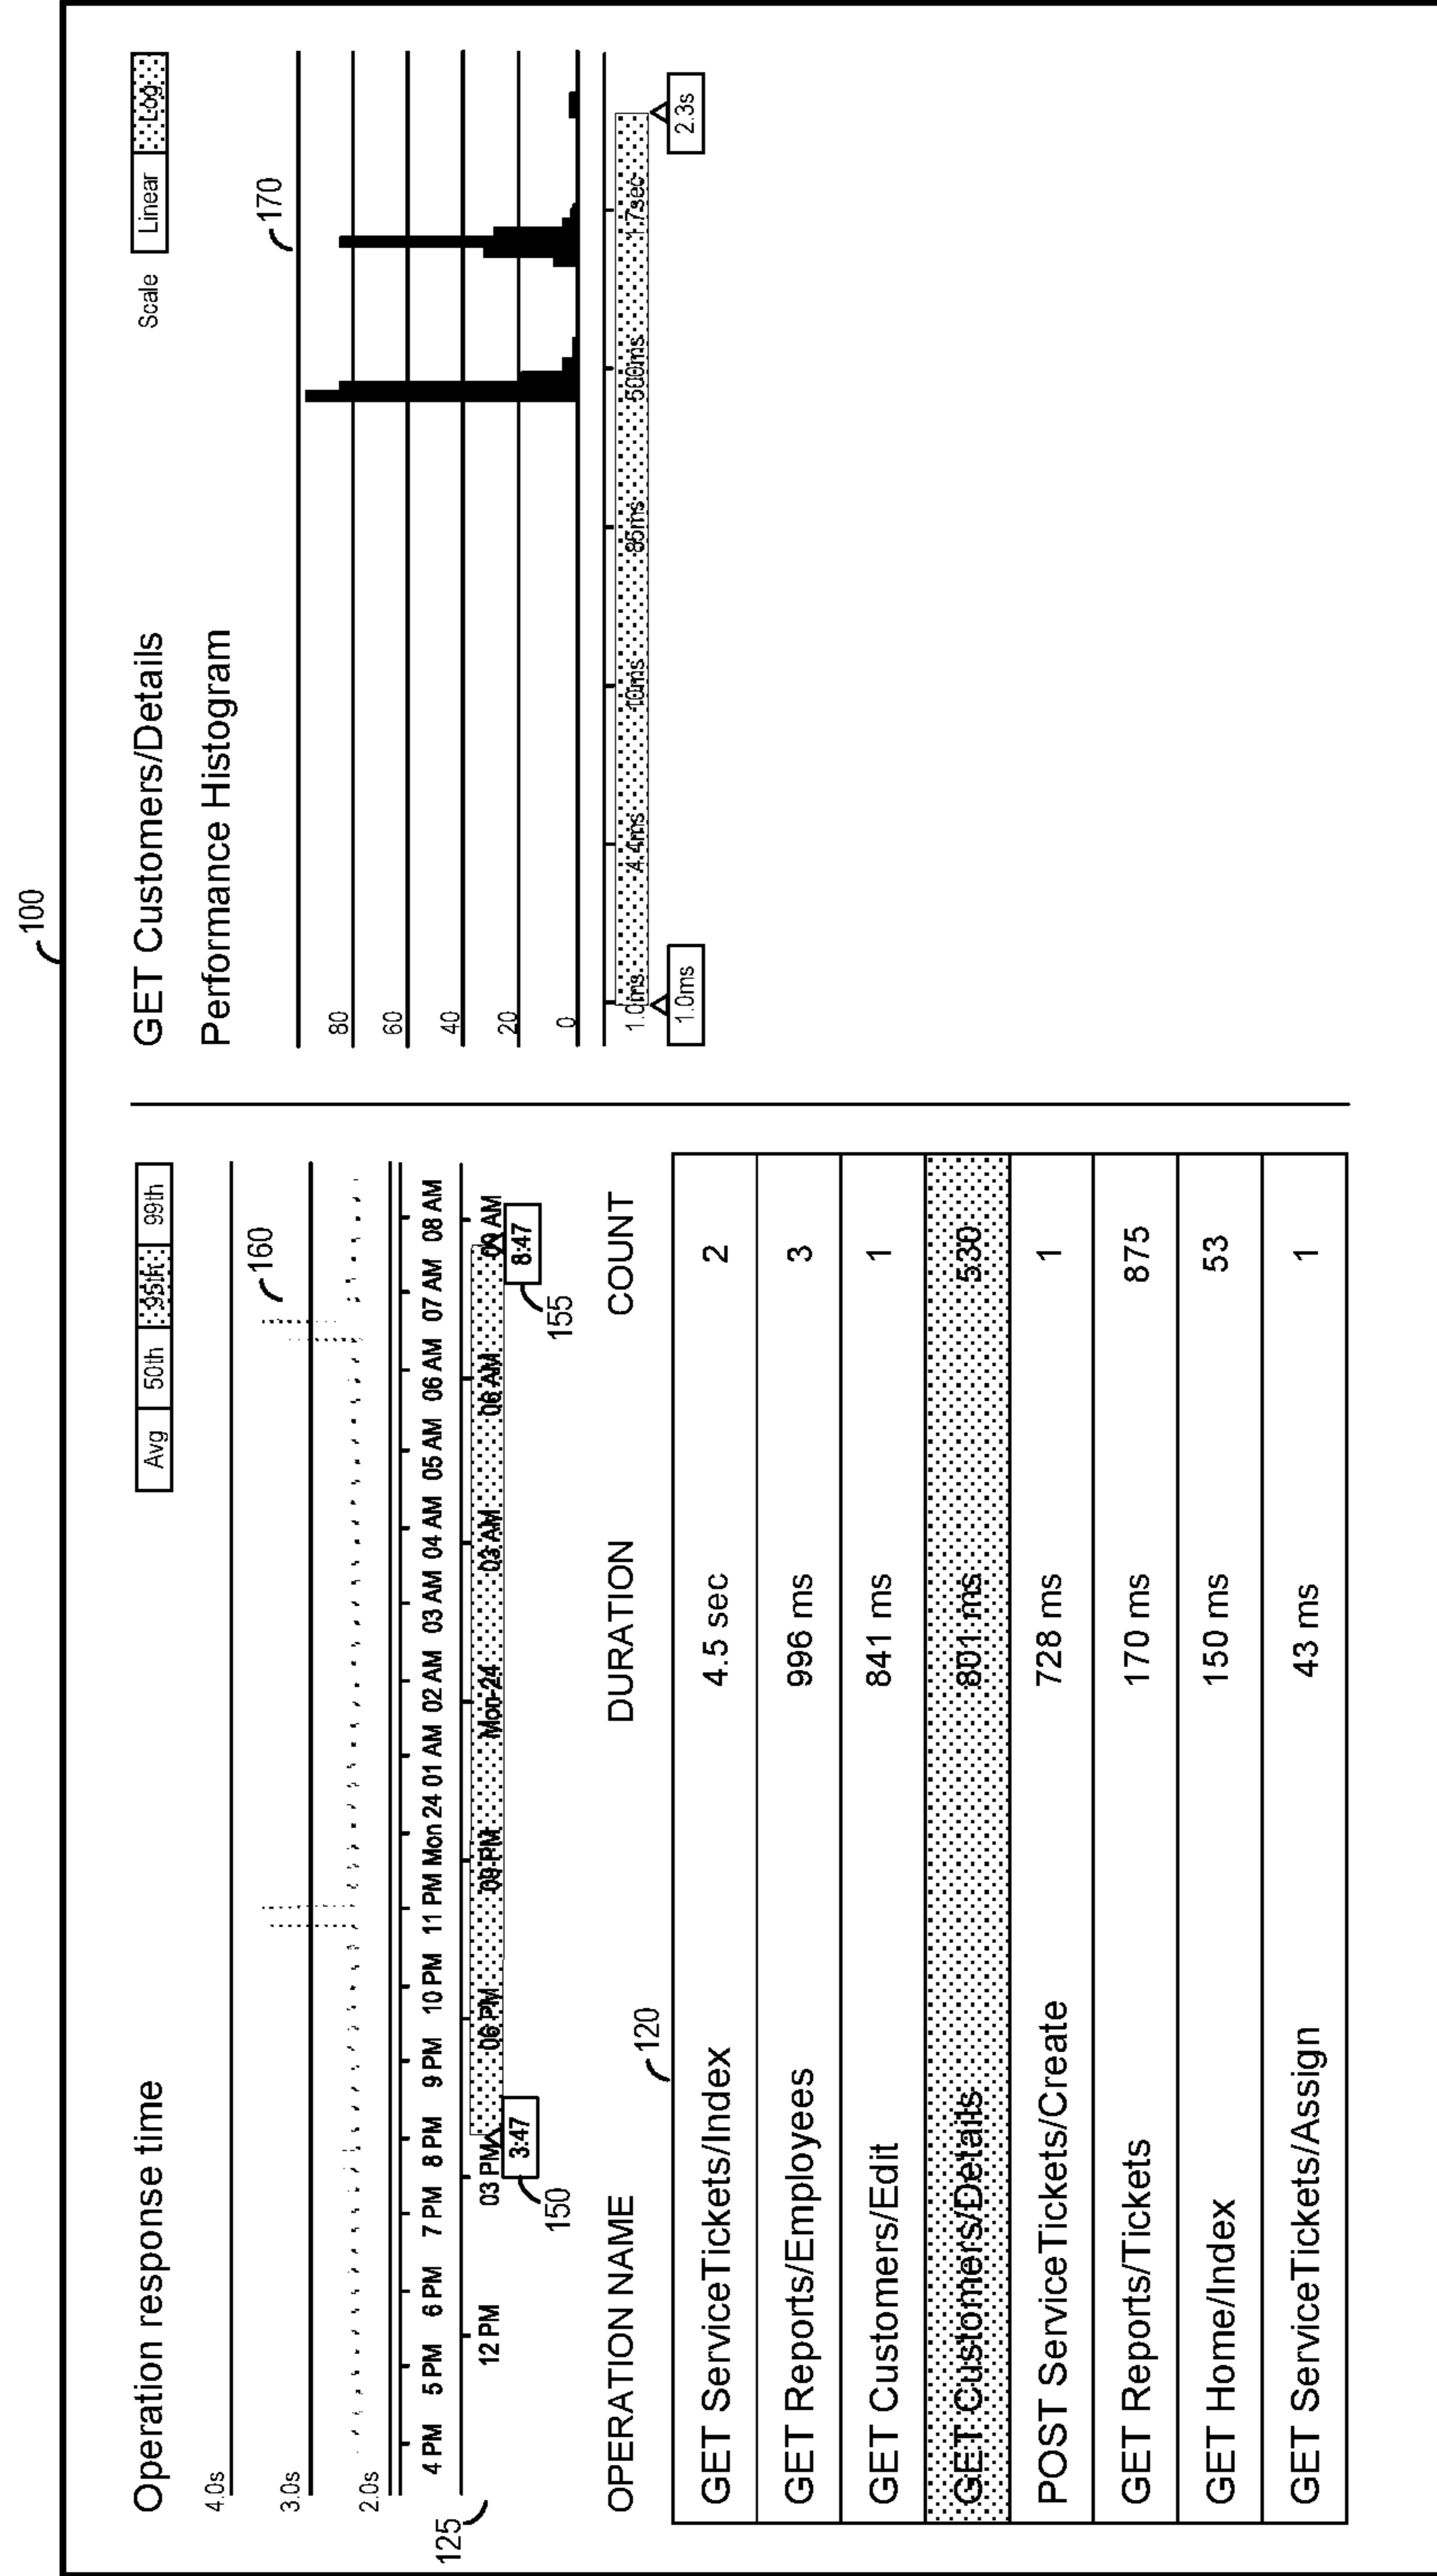 100
Operation response time
Avg 50th 95th 99th
4.0s
160
3.0s
2.0s
4 PM 5 PM 6 PM 7 PM 8 PM 9 PM 10 PM 11 PM Mon 24 01 AM 02 AM 03 AM 04 AM 05 AM 06 AM 07 AM 08 AM
125
12 PM 03 PM 06 PM 09 PM Mon-24 03 AM 06 AM 09 AM
3:47 8:47
150 155
OPERATION NAME DURATION COUNT
120
GET ServiceTickets/Index 4.5 sec 2
GET Reports/Employees 996 ms 3
GET Customers/Edit 841 ms 1
GET Customers/Details 801 ms 530
POST ServiceTickets/Create 728 ms 1
GET Reports/Tickets 170 ms 875
GET Home/Index 150 ms 53
GET ServiceTickets/Assign 43 ms 1
GET Customers/Details
Scale Linear Log
Performance Histogram
170
80
60
40
20
0
1.0ms 4.4ms 10ms 85ms 500ms 1.7sec
1.0ms 2.3s